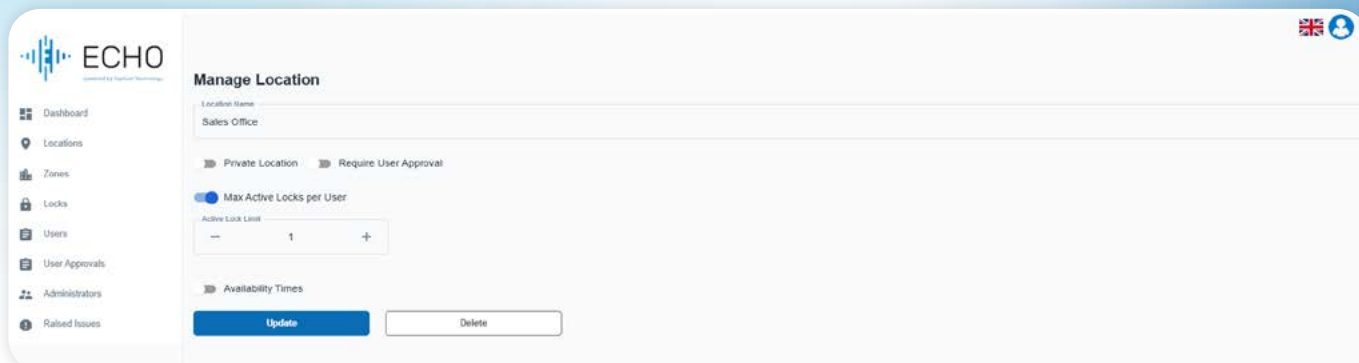 ECHO
Dashboard
Locations
Zones
Locks
Users
User Approvals
Administrators
Raised Issues
Manage Location
Location Name
Sales Office
Private Location
Require User Approval
Max Active Locks per User
Active Lock Limit
1
Availability Times
Update
Delete